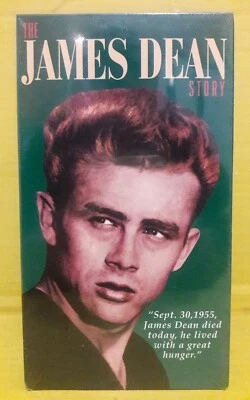 THE
JAMES DEAN
STORY
"Sept. 30,1955,
James Dean died
today, he lived
with a great
hunger."